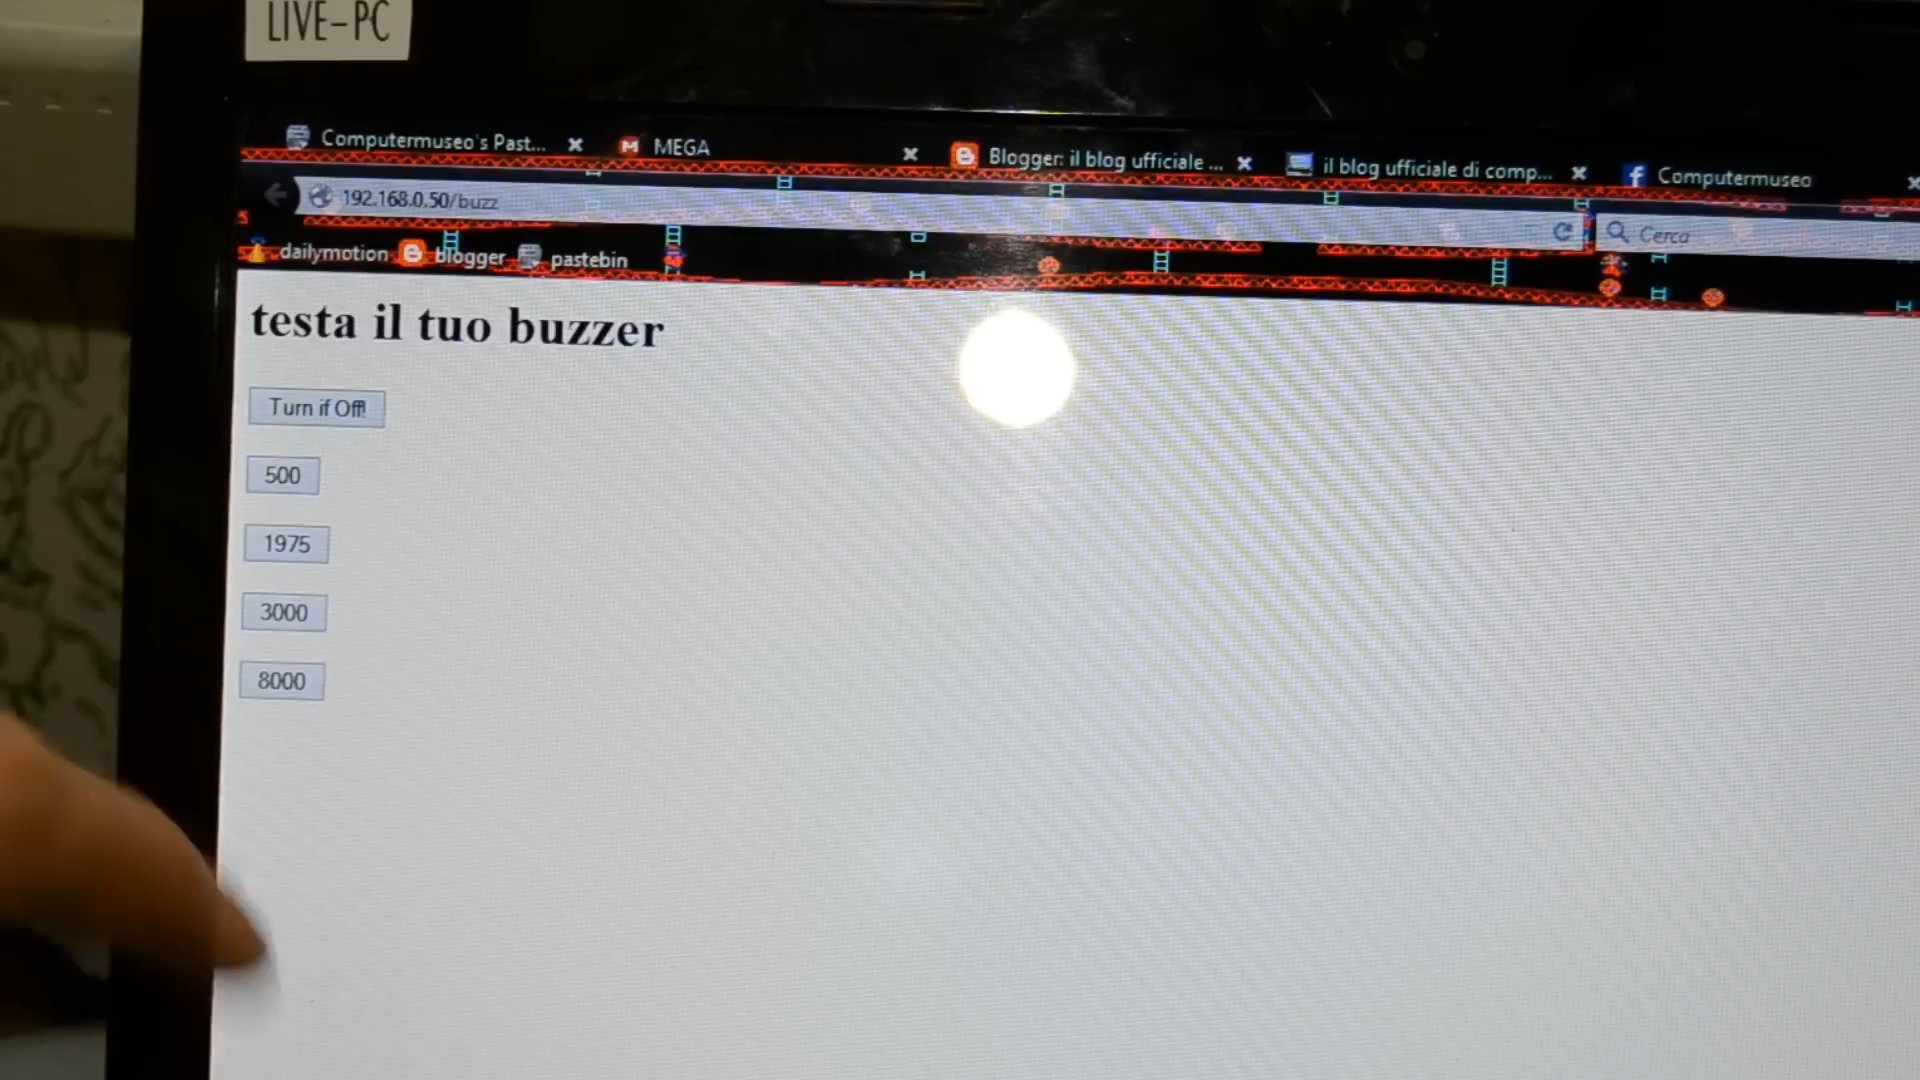 LIVE-PC
Computermuseo's Past...
MEGA
Blogger: il blog ufficiale ...
il blog ufficiale di comp...
Computermuseo
192.168.0.50/buzz
Cerca
dailymotion
blogger
pastebin
testa il tuo buzzer
Turn if Off!
500
1975
3000
8000